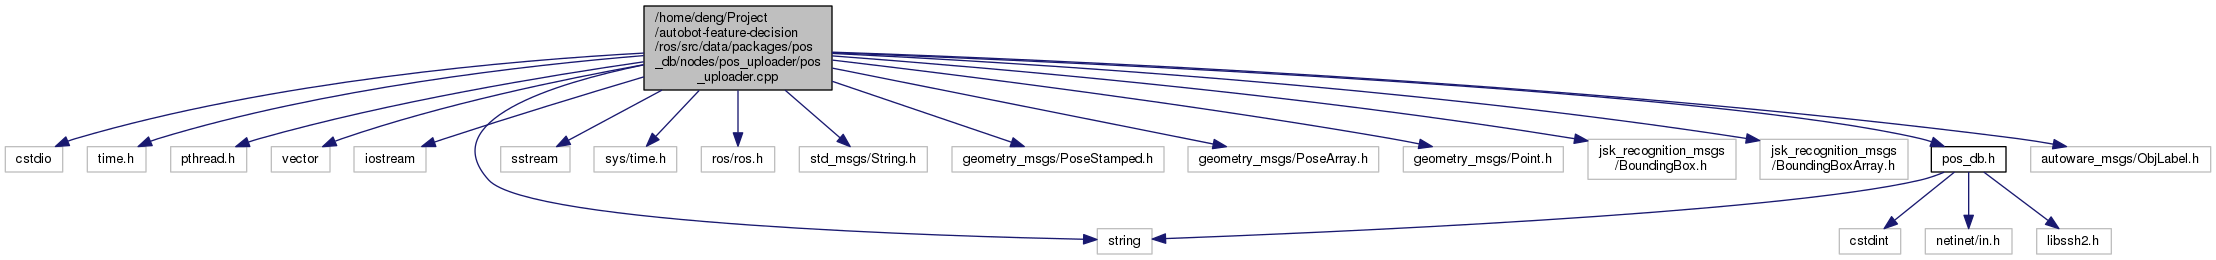 /home/deng/Project
/autobot-feature-decision
/ros/src/data/packages/pos
_db/nodes/pos_uploader/pos
_uploader.cpp
cstdio
time.h
pthread.h
vector
iostream
sstream
sys/time.h
ros/ros.h
std_msgs/String.h
geometry_msgs/PoseStamped.h
geometry_msgs/PoseArray.h
geometry_msgs/Point.h
jsk_recognition_msgs
/BoundingBox.h
jsk_recognition_msgs
/BoundingBoxArray.h
pos_db.h
autoware_msgs/ObjLabel.h
string
cstdint
netinet/in.h
libssh2.h